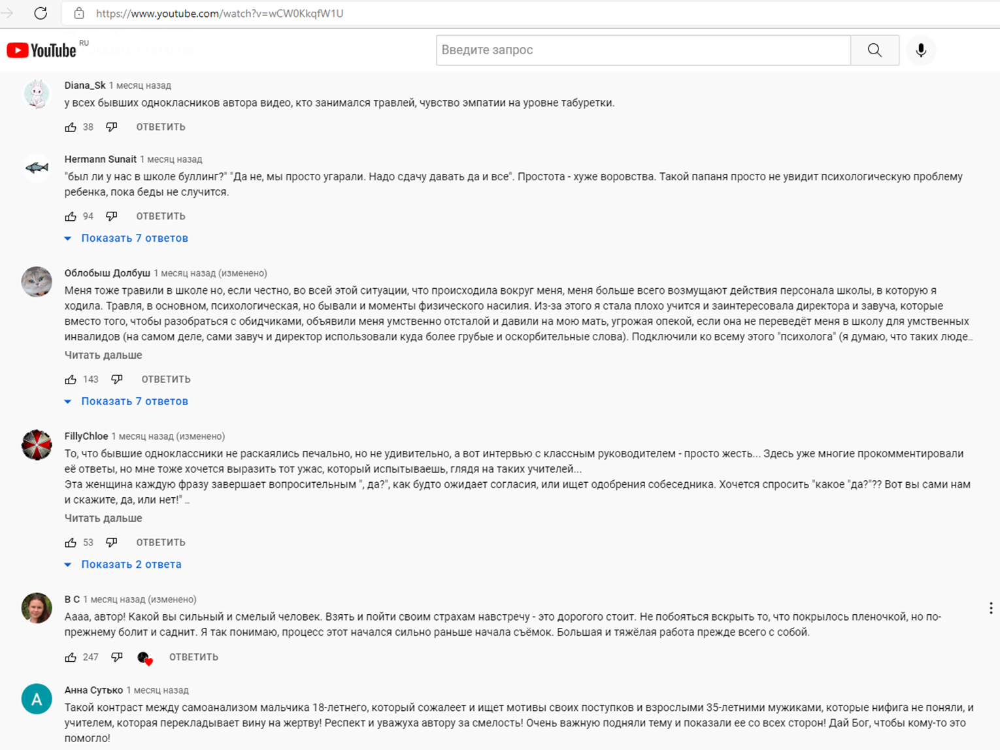 https://www.youtube.com/watch?v=wCW0KkqfW1U
YouTube RU
Введите запрос
Diana_Sk 1 месяц назад
у всех бывших однокласников автора видео, кто занимался травлей, чувство эмпатии на уровне табуретки.
38 ОТВЕТИТЬ
Hermann Sunait 1 месяц назад
"был ли у нас в школе буллинг?" "Да не, мы просто угарали. Надо сдачу давать да и все". Простота - хуже воровства. Такой папаня просто не увидит психологическую проблему
ребенка, пока беды не случится.
94 ОТВЕТИТЬ
Показать 7 ответов
Облобыш Долбуш 1 месяц назад (изменено)
Меня тоже травили в школе но, если честно, во всей этой ситуации, что происходила вокруг меня, меня больше всего возмущают действия персонала школы, в которую я
ходила. Травля, в основном, психологическая, но бывали и моменты физического насилия. Из-за этого я стала плохо учится и заинтересовала директора и завуча, которые
вместо того, чтобы разобраться с обидчиками, объявили меня умственно отсталой и давили на мою мать, угрожая опекой, если она не переведёт меня в школу для умственных
инвалидов (на самом деле, сами завуч и директор использовали куда более грубые и оскорбительные слова). Подключили ко всему этого "психолога" (я думаю, что таких люде...
Читать дальше
143 ОТВЕТИТЬ
Показать 7 ответов
FillyChloe 1 месяц назад (изменено)
То, что бывшие одноклассники не раскаялись печально, но не удивительно, а вот интервью с классным руководителем - просто жесть... Здесь уже многие прокомментировали
её ответы, но мне тоже хочется выразить тот ужас, который испытываешь, глядя на таких учителей...
Эта женщина каждую фразу завершает вопросительным ", да?", как будто ожидает согласия, или ищет одобрения собеседника. Хочется спросить "какое "да?"?? Вот вы сами нам
и скажите, да, или нет!" ...
Читать дальше
53 ОТВЕТИТЬ
Показать 2 ответа
В С 1 месяц назад (изменено)
Аааа, автор! Какой вы сильный и смелый человек. Взять и пойти своим страхам навстречу - это дорогого стоит. Не побояться вскрыть то, что покрылось пленочкой, но по-
прежнему болит и саднит. Я так понимаю, процесс этот начался сильно раньше начала съёмок. Большая и тяжёлая работа прежде всего с собой.
247 ОТВЕТИТЬ
А
Анна Сутько 1 месяц назад
Такой контраст между самоанализом мальчика 18-летнего, который сожалеет и ищет мотивы своих поступков и взрослыми 35-летними мужиками, которые нифига не поняли, и
учителем, которая перекладывает вину на жертву! Респект и уважуха автору за смелость! Очень важную подняли тему и показали ее со всех сторон! Дай Бог, чтобы кому-то это
помогло!